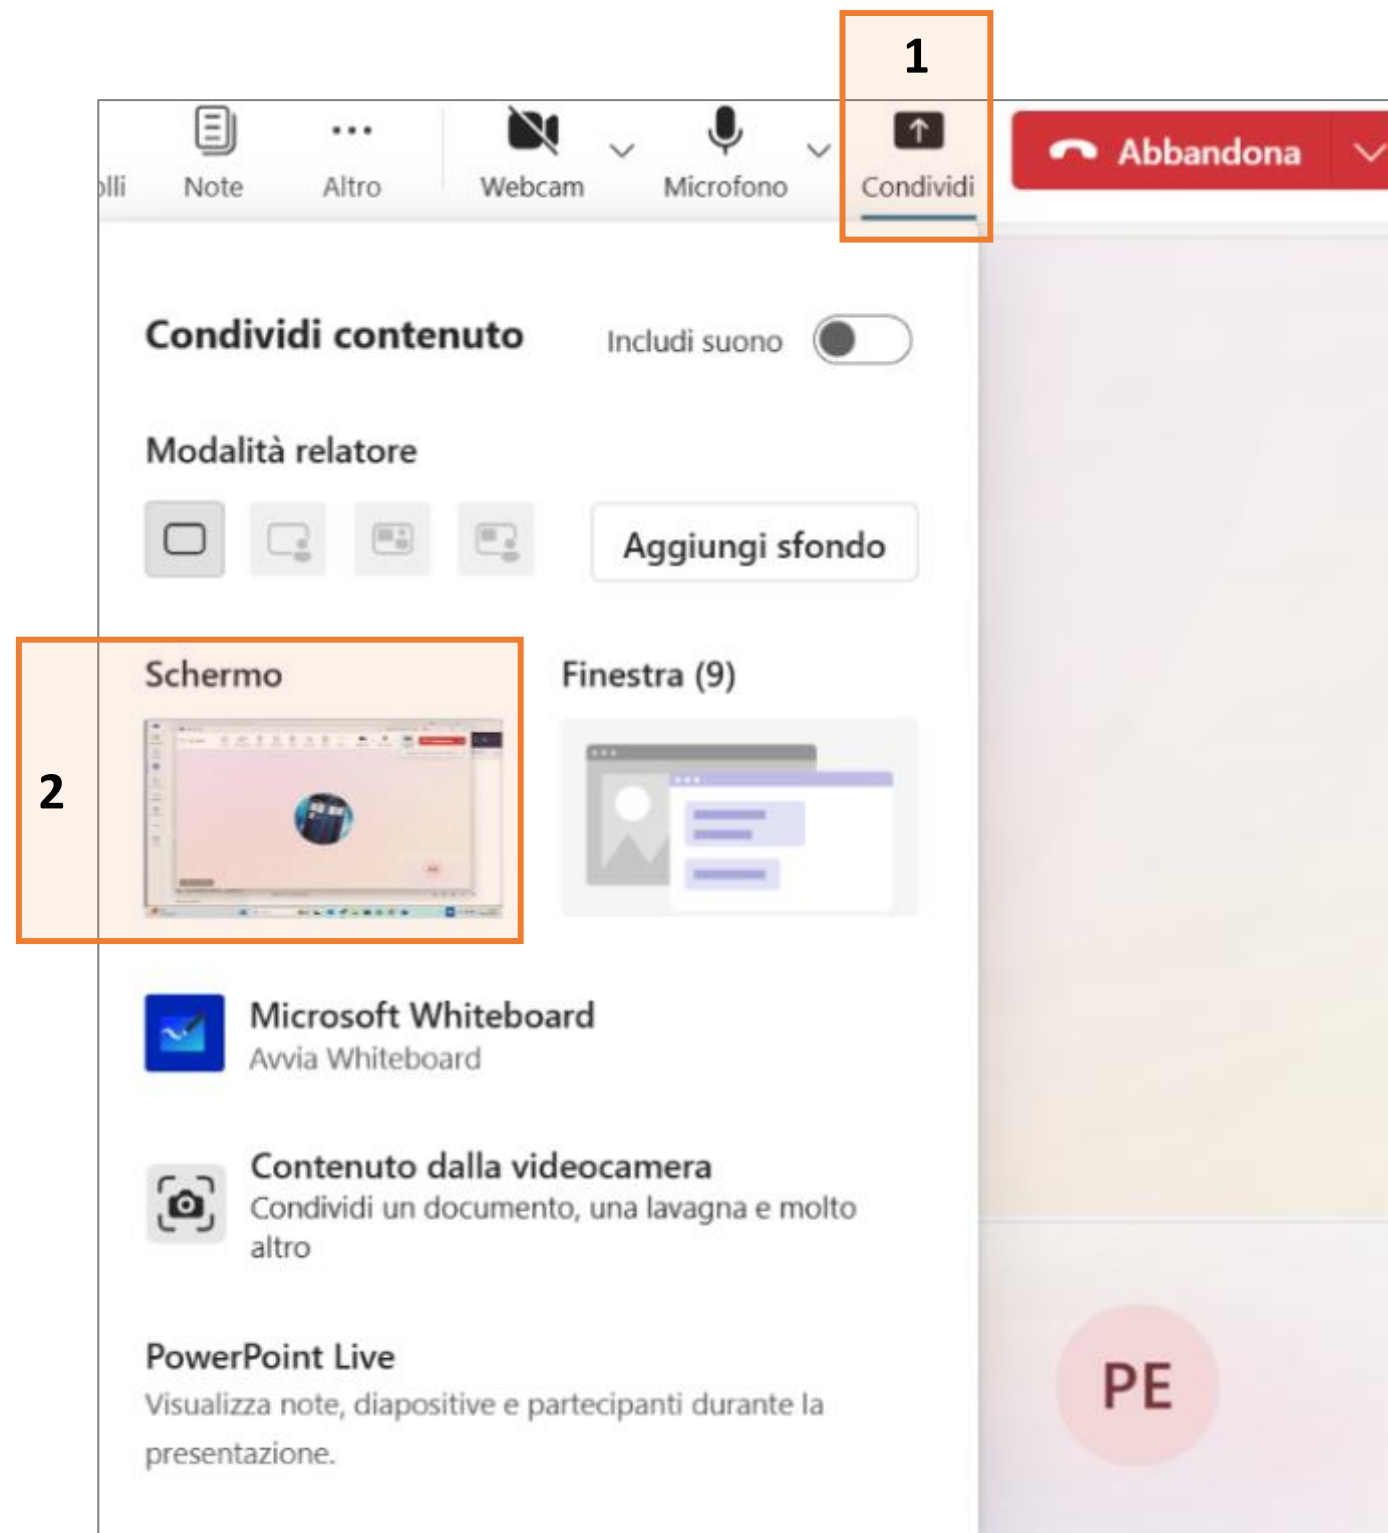 1
Note
Altro
Webcam
Microfono
Condividi
Abbandona
Condividi contenuto
Includi suono
Modalità relatore
Aggiungi sfondo
Schermo
Finestra (9)
2
Microsoft Whiteboard
Avvia Whiteboard
Contenuto dalla videocamera
Condividi un documento, una lavagna e molto
altro
PowerPoint Live
Visualizza note, diapositive e partecipanti durante la
presentazione.
PE